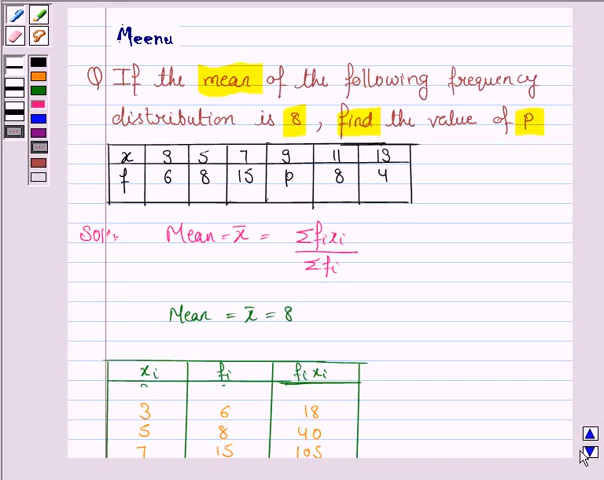 Meenu
Q If the mean of the following frequency
distribution is 8, find the value of p
x 3 5 7 9 11 13
f 6 8 15 p 8 4
Soln: Mean = x̄ = Σfixi
Σfi
Mean = x̄ = 8
xi fi fixi
3 6 18
5 8 40
7 15 105